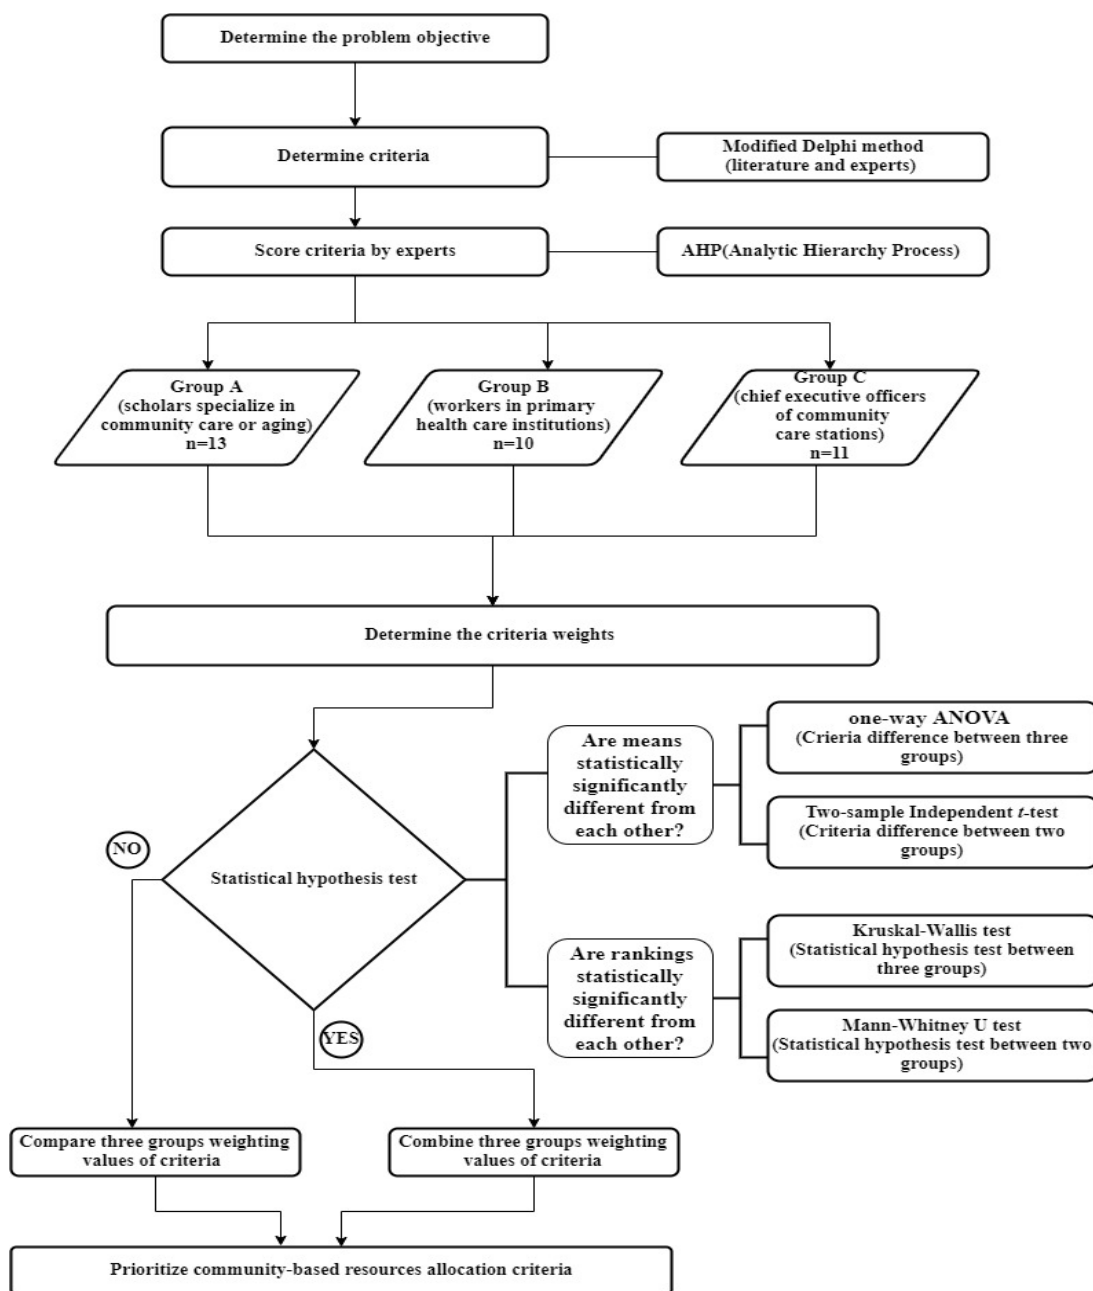 Determine the problem objective
Determine criteria
Modified Delphi method
(literature and experts)
Score criteria by experts
AHP(Analytic Hierarchy Process)
Group A
(scholars specialize in
community care or aging)
n=13
Group B
(workers in primary
health care institutions)
n=10
Group C
(chief executive officers
of community
care stations)
n=11
Determine the criteria weights
Statistical hypothesis test
NO
YES
Are means
statistically
significantly
different from
each other?
one-way ANOVA
(Crieria difference between three
groups)
Two-sample Independent t-test
(Criteria difference between two
groups)
Are rankings
statistically
significantly
different from
each other?
Kruskal-Wallis test
(Statistical hypothesis test between
three groups)
Mann-Whitney U test
(Statistical hypothesis test between two
groups)
Compare three groups weighting
values of criteria
Combine three groups weighting
values of criteria
Prioritize community-based resources allocation criteria